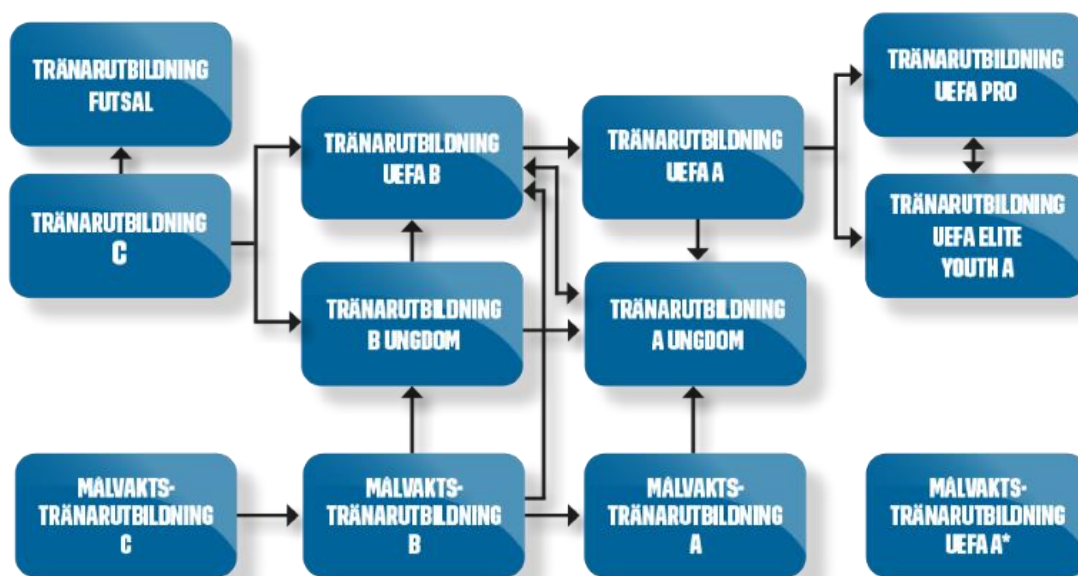 TRÄNARUTBILDNING
FUTSAL
TRÄNARUTBILDNING
C
TRÄNARUTBILDNING
UEFA B
TRÄNARUTBILDNING
UEFA A
TRÄNARUTBILDNING
UEFA PRO
TRÄNARUTBILDNING
UEFA ELITE
YOUTH A
TRÄNARUTBILDNING
B UNGDOM
TRÄNARUTBILDNING
A UNGDOM
MÅLVAKTS-
TRÄNARUTBILDNING
C
MÅLVAKTS-
TRÄNARUTBILDNING
B
MÅLVAKTS-
TRÄNARUTBILDNING
A
MÅLVAKTS-
TRÄNARUTBILDNING
UEFA A*